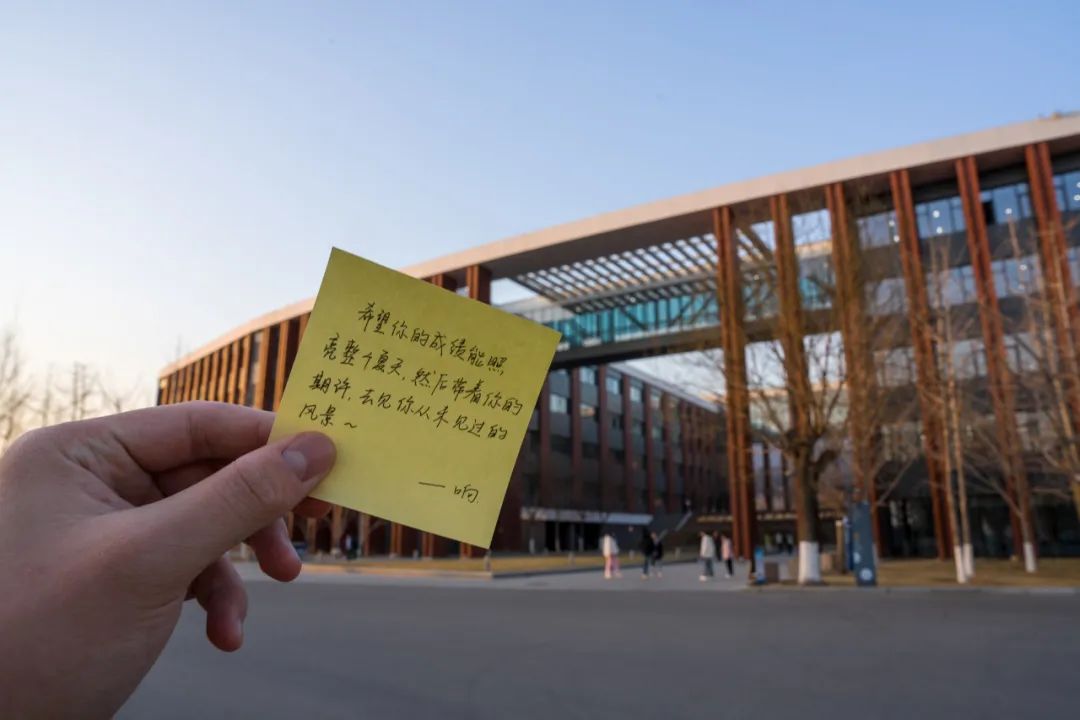 希望你的成绩能照
亮整个夏天,然后带着你的
期许,去见你从未见过的
风景~
——响.